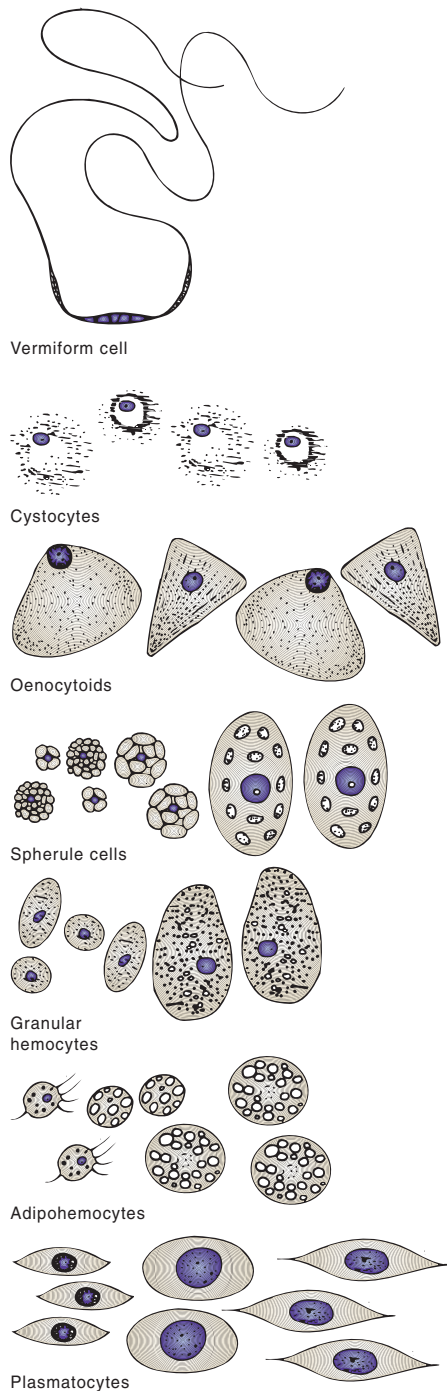 Vermiform cell
Cystocytes
Oenocytoids
Spherule cells
Granular
hemocytes
Adipohemocytes
Plasmatocytes